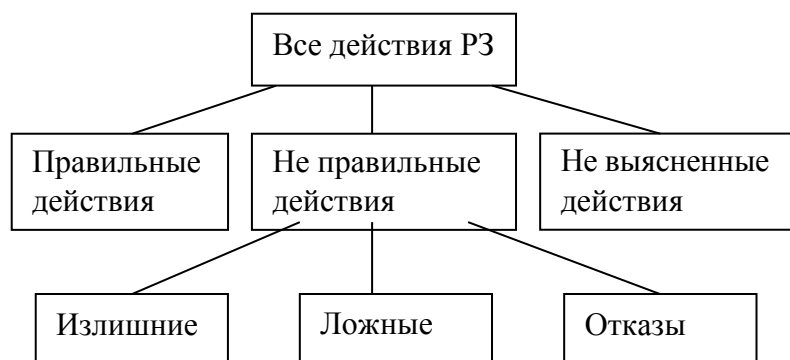 Все действия РЗ
Правильные
действия
Не правильные
действия
Не выясненные
действия
Излишние
Ложные
Отказы